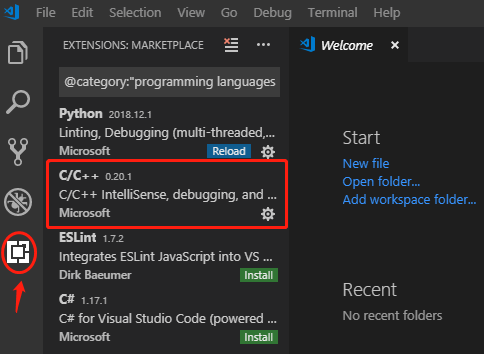 File Edit Selection View Go Debug Terminal Help
EXTENSIONS: MARKETPLACE
@category:"programming languages
Python 2018.12.1
Linting, Debugging (multi-threaded,...
Microsoft Reload
C/C++ 0.20.1
C/C++ IntelliSense, debugging, and ...
Microsoft
ESLint 1.7.2
Integrates ESLint JavaScript into VS ...
Dirk Baeumer Install
C# 1.17.1
C# for Visual Studio Code (powered ...
Microsoft Install
Welcome
Start
New file
Open folder...
Add workspace folder...
Recent
No recent folders